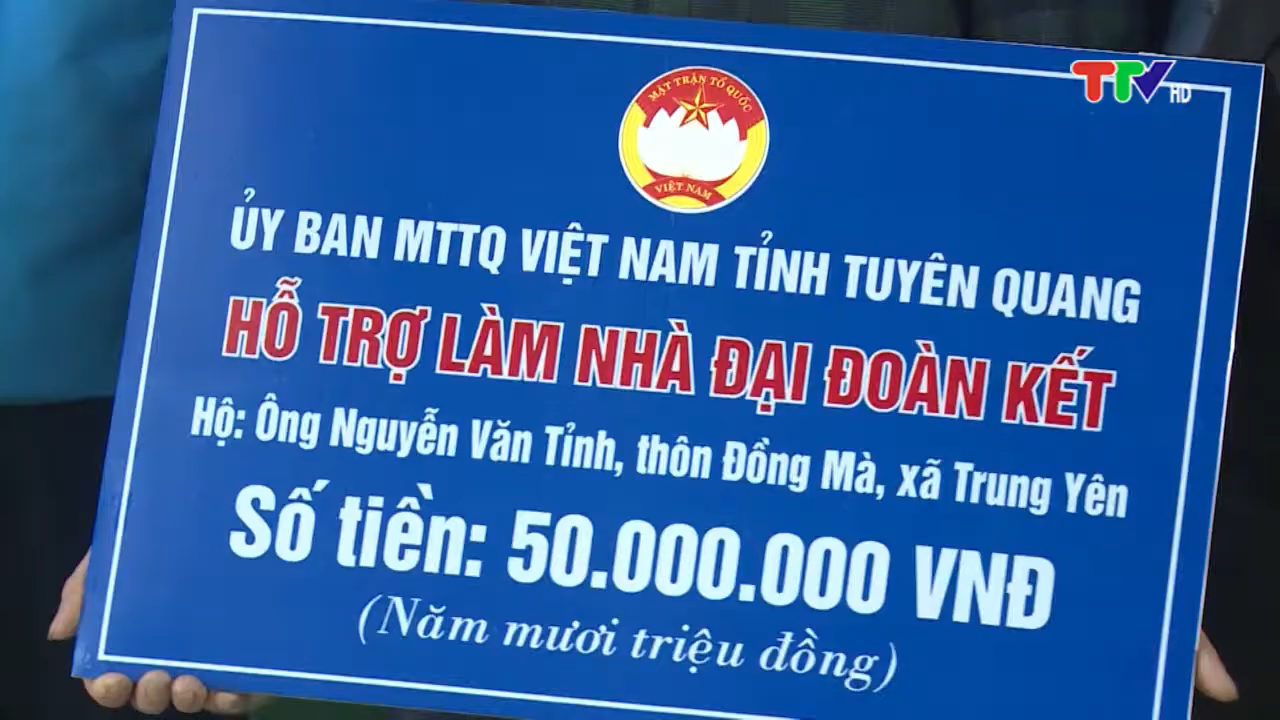 TTV HD
MẶT TRẬN TỔ QUỐC
VIỆT NAM
ỦY BAN MTTQ VIỆT NAM TỈNH TUYÊN QUANG
HỖ TRỢ LÀM NHÀ ĐẠI ĐOÀN KẾT
Hộ: Ông Nguyễn Văn Tỉnh, thôn Đồng Mà, xã Trung Yên
Số tiền: 50.000.000 VNĐ
(Năm mươi triệu đồng)